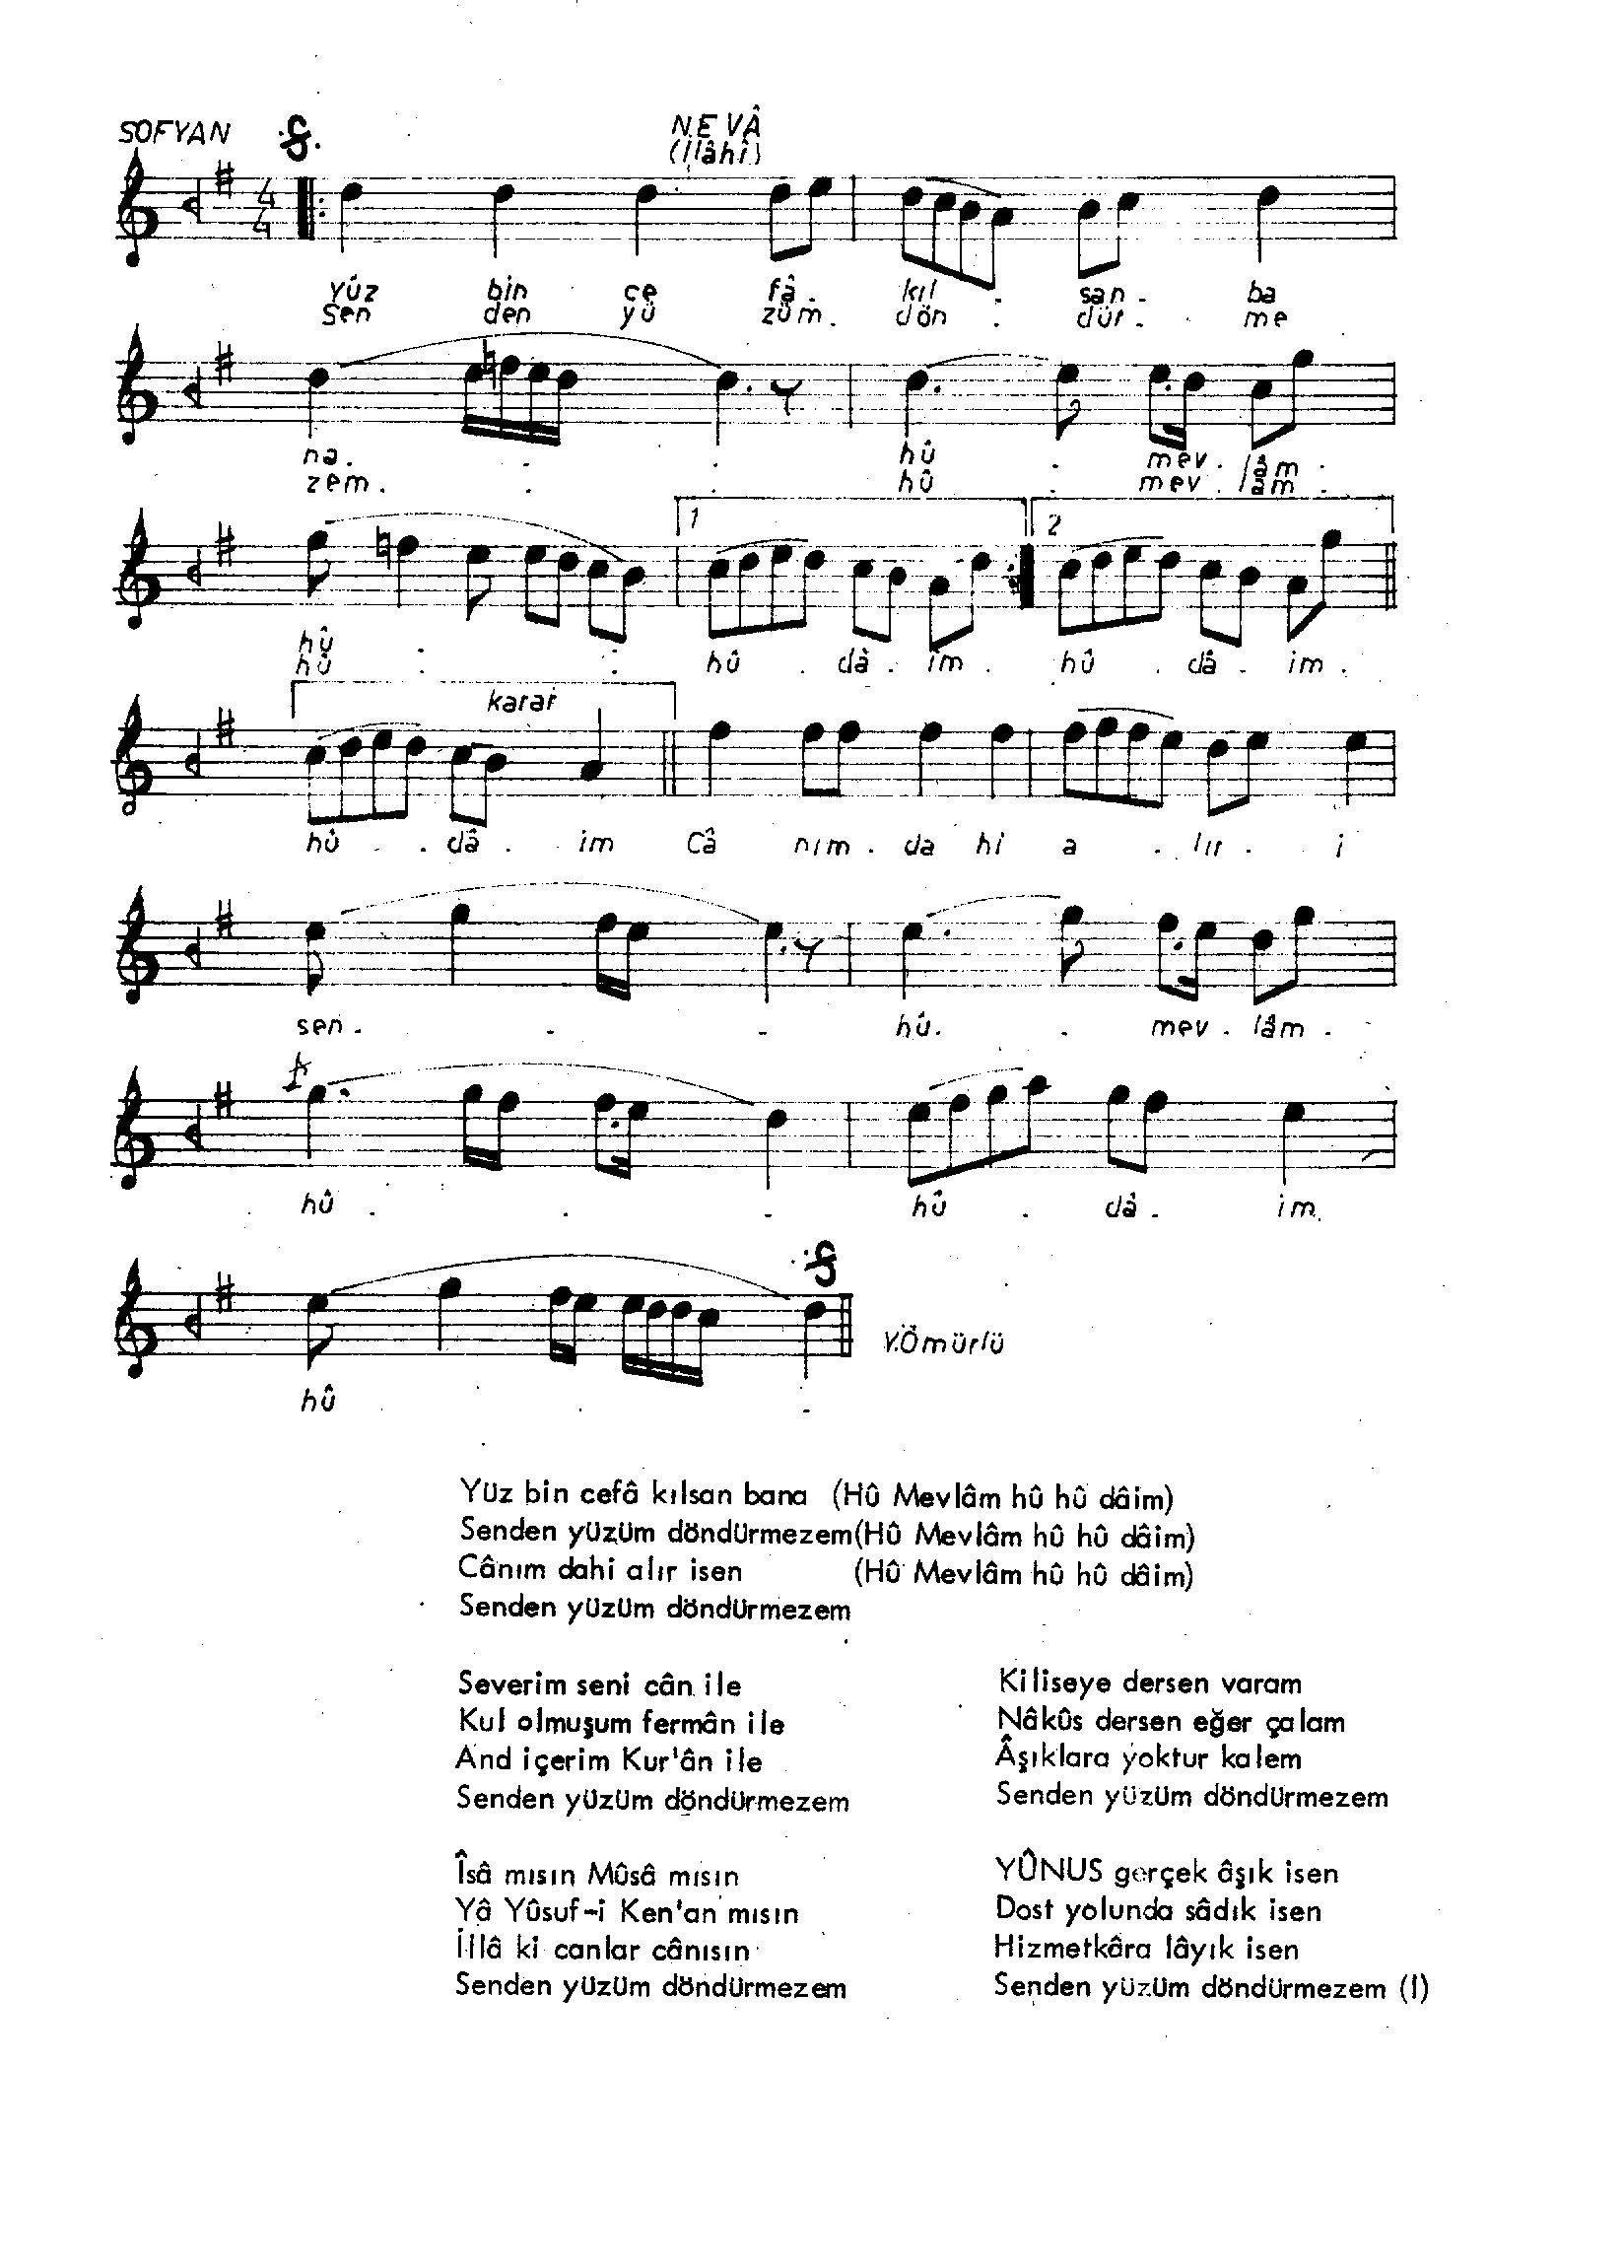 SOFYAN
NEVÂ
(İlâhî)
4
4
Yûz bin ce fâ . kıl . san . ba
Sen den yü züm . dön . dür . me
na . . . hû . mev . lâm .
zem . . . hû . mev . lâm .
1 2
hû . . hû . dâ . im . hû . dâ . im .
hû . .
karar
hû . . dâ . im Câ nım . da hi a . lır . i
sen . . . hû . . mev . lâm .
hû . . . hû . dâ . im .
V.Ömürlü
hû . . .
Yüz bin cefâ kılsan bana (Hû Mevlâm hû hû dâim)
Senden yüzüm döndürmezem(Hû Mevlâm hû hû dâim)
Cânım dahi alır isen (Hû Mevlâm hû hû dâim)
Senden yüzüm döndürmezem
Severim seni cân ile
Kul olmuşum fermân ile
And içerim Kur'ân ile
Senden yüzüm döndürmezem
Îsâ mısın Mûsâ mısın
Yâ Yûsuf-i Ken'an mısın
İllâ ki canlar cânısın
Senden yüzüm döndürmezem
Kiliseye dersen varam
Nâkûs dersen eğer çalam
Âşıklara yoktur kalem
Senden yüzüm döndürmezem
YÛNUS gerçek âşık isen
Dost yolunda sâdık isen
Hizmetkâra lâyık isen
Senden yüzüm döndürmezem (I)